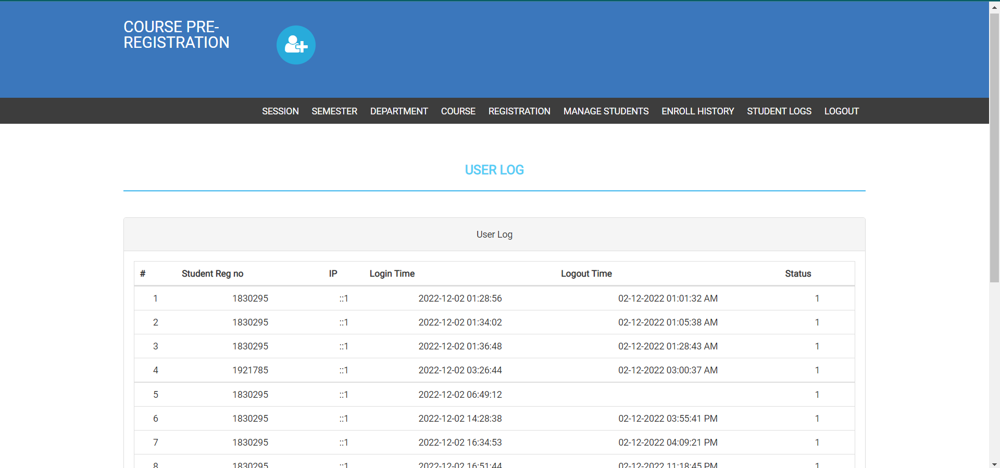 COURSE PRE-
REGISTRATION
SESSION SEMESTER DEPARTMENT COURSE REGISTRATION MANAGE STUDENTS ENROLL HISTORY STUDENT LOGS LOGOUT
USER LOG
User Log
# Student Reg no IP Login Time Logout Time Status
1 1830295 ::1 2022-12-02 01:28:56 02-12-2022 01:01:32 AM 1
2 1830295 ::1 2022-12-02 01:34:02 02-12-2022 01:05:38 AM 1
3 1830295 ::1 2022-12-02 01:36:48 02-12-2022 01:28:43 AM 1
4 1921785 ::1 2022-12-02 03:26:44 02-12-2022 03:00:37 AM 1
5 1830295 ::1 2022-12-02 06:49:12 1
6 1830295 ::1 2022-12-02 14:28:38 02-12-2022 03:55:41 PM 1
7 1830295 ::1 2022-12-02 16:34:53 02-12-2022 04:09:21 PM 1
8 1830295 ::1 2022-12-02 16:51:44 02-12-2022 11:18:45 PM 1